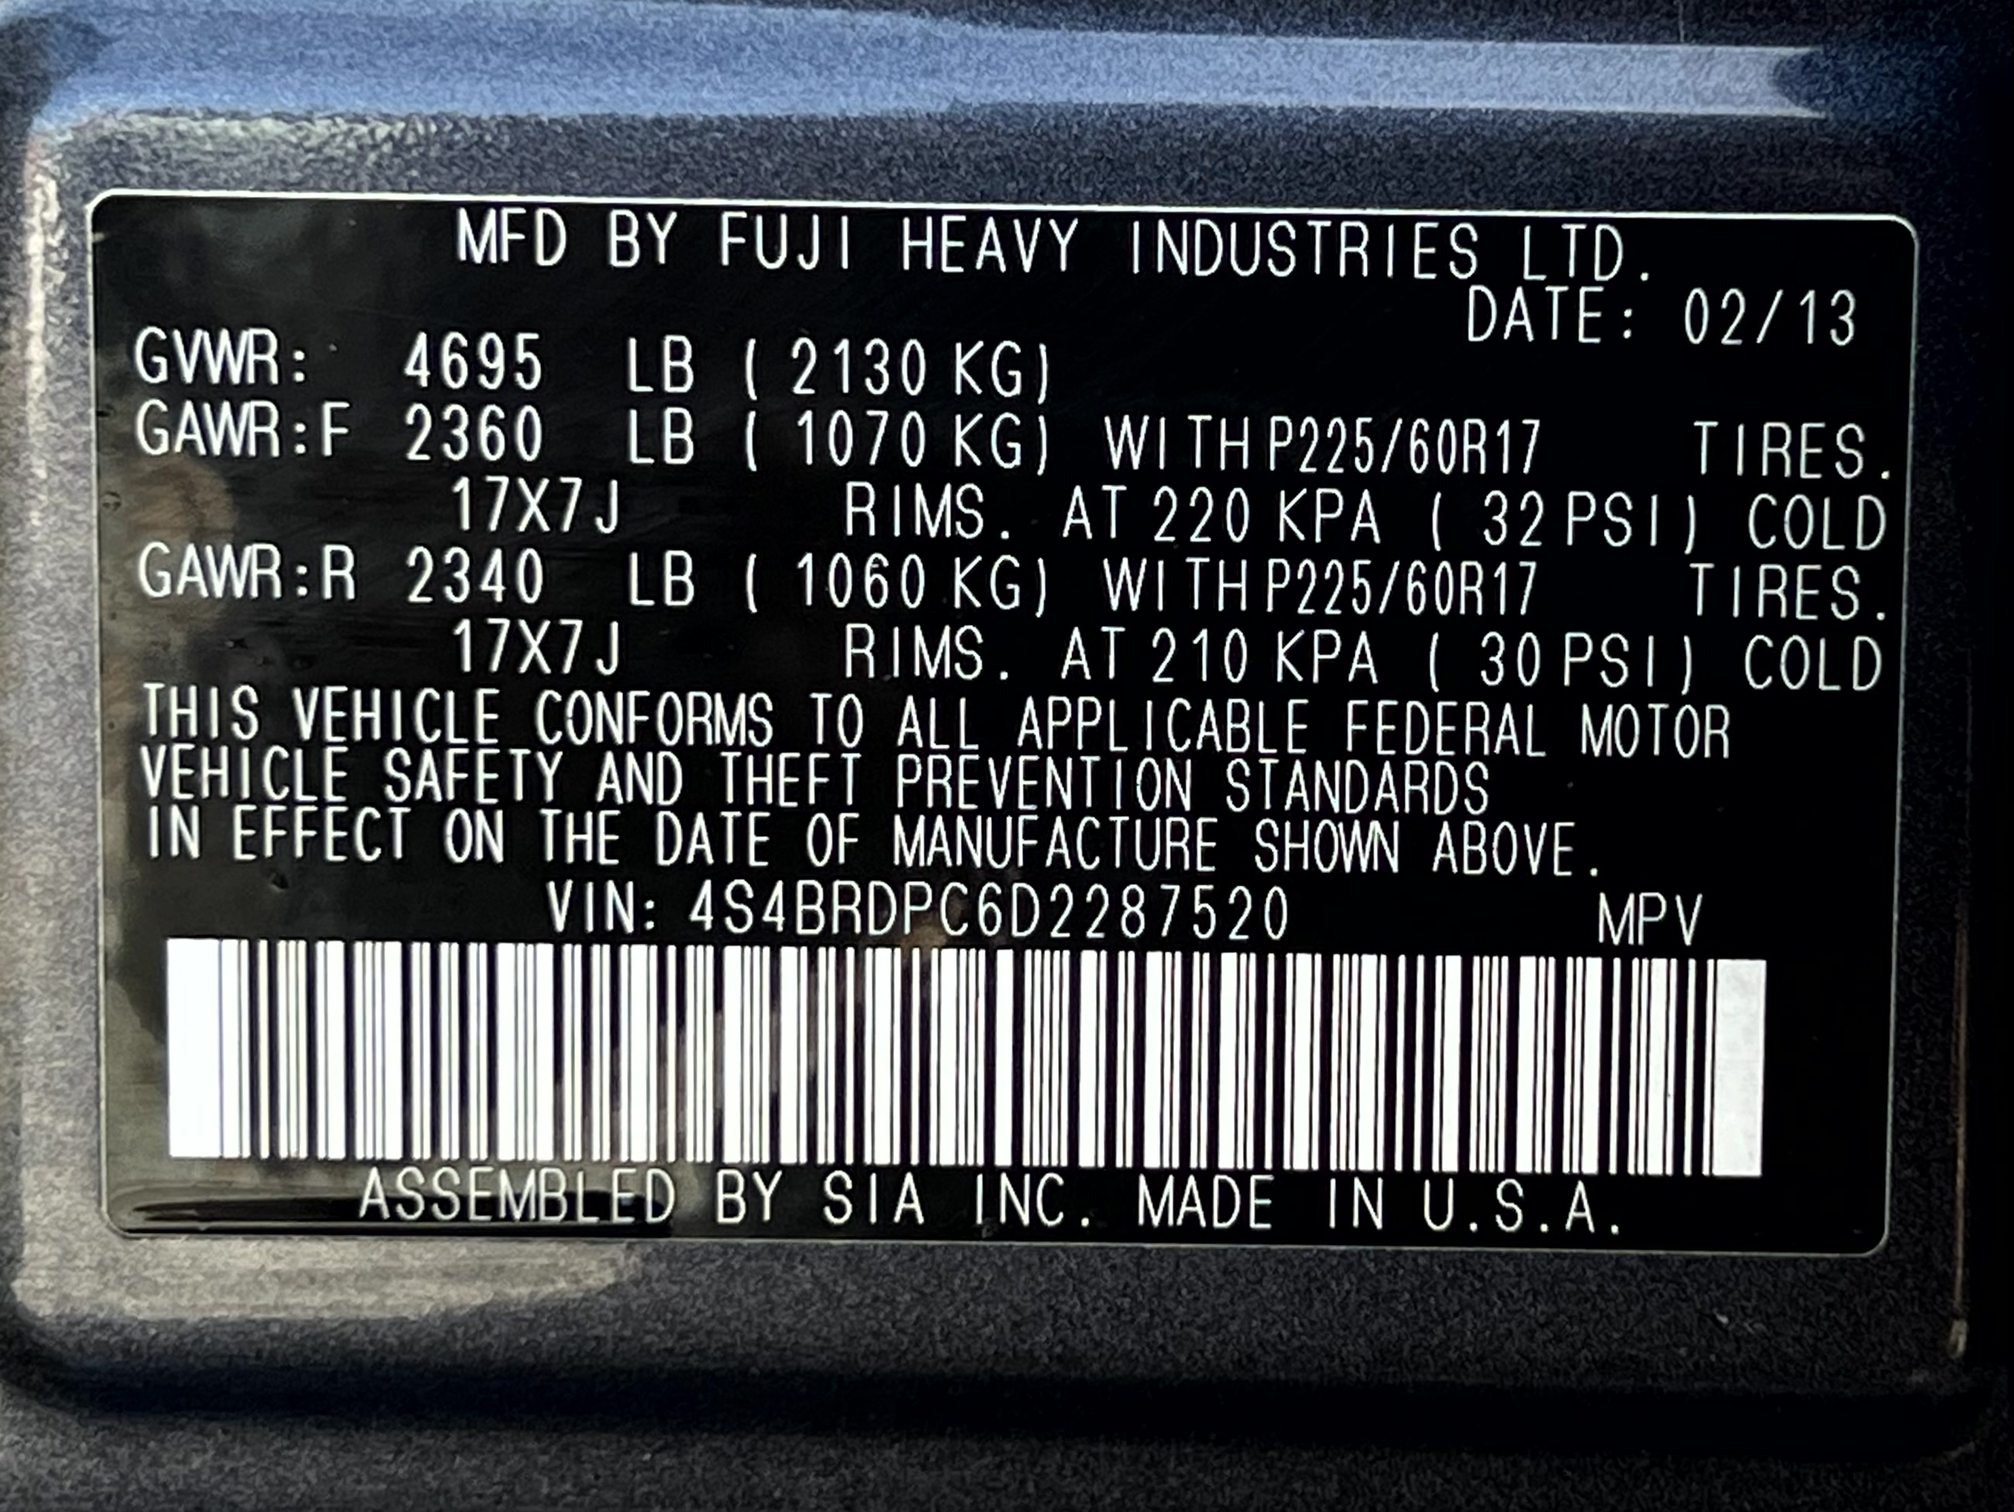 MFD BY FUJI HEAVY INDUSTRIES LTD.
DATE: 02/13
GVWR: 4695 LB ( 2130 KG)
GAWR:F 2360 LB ( 1070 KG) WITH P225/60R17 TIRES.
17X7J RIMS. AT 220 KPA ( 32 PSI) COLD
GAWR:R 2340 LB ( 1060 KG) WITH P225/60R17 TIRES.
17X7J RIMS. AT 210 KPA ( 30 PSI) COLD
THIS VEHICLE CONFORMS TO ALL APPLICABLE FEDERAL MOTOR
VEHICLE SAFETY AND THEFT PREVENTION STANDARDS
IN EFFECT ON THE DATE OF MANUFACTURE SHOWN ABOVE.
VIN: 4S4BRDPC6D2287520 MPV
ASSEMBLED BY SIA INC. MADE IN U.S.A.